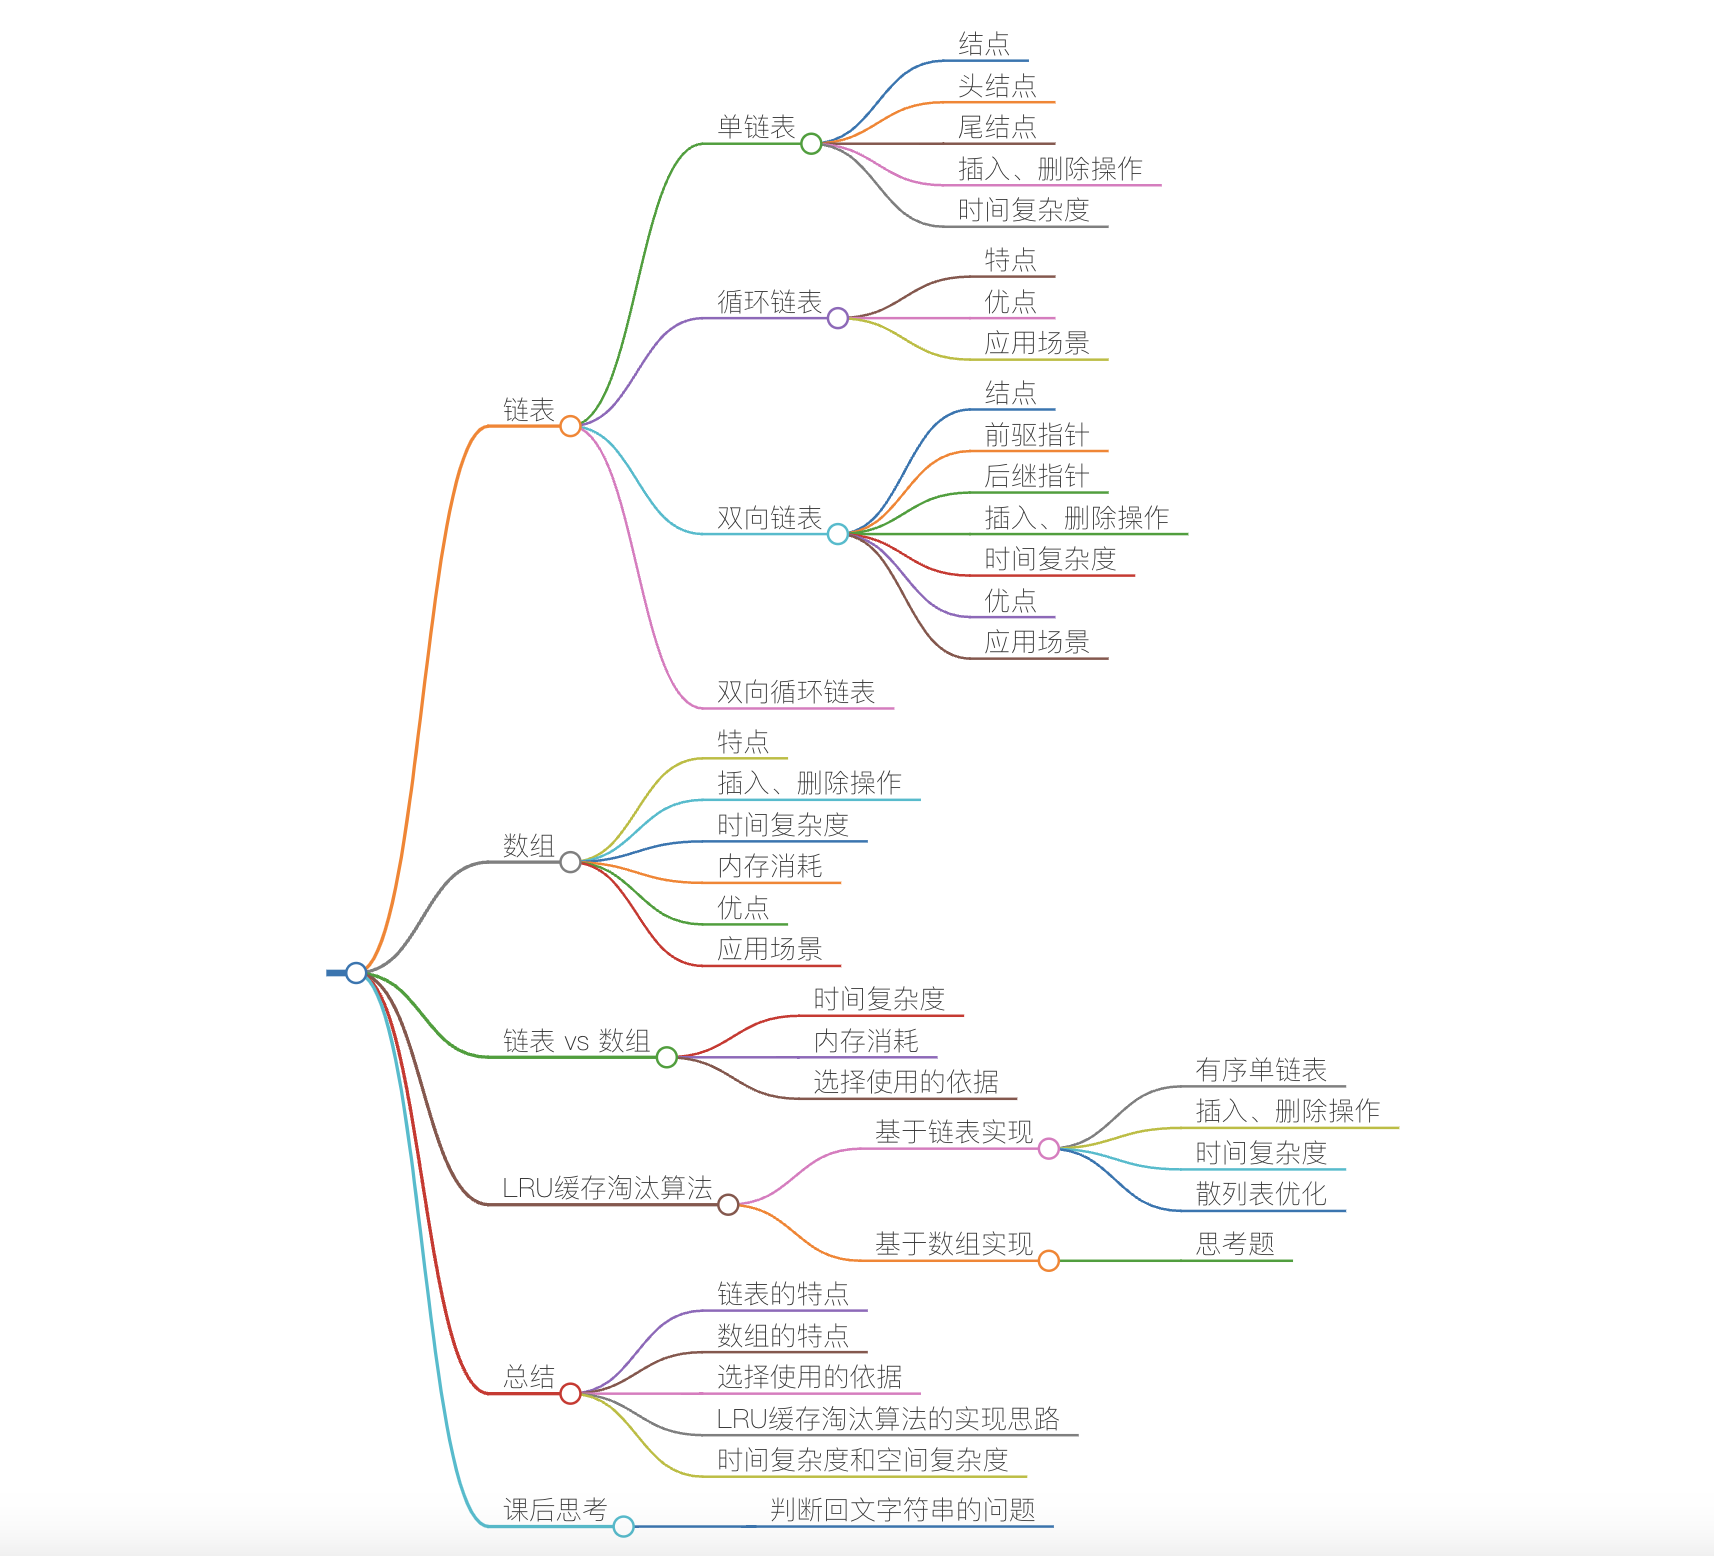 链表
单链表
结点
头结点
尾结点
插入、删除操作
时间复杂度
循环链表
特点
优点
应用场景
双向链表
结点
前驱指针
后继指针
插入、删除操作
时间复杂度
优点
应用场景
双向循环链表
数组
特点
插入、删除操作
时间复杂度
内存消耗
优点
应用场景
链表 vs 数组
时间复杂度
内存消耗
选择使用的依据
LRU缓存淘汰算法
基于链表实现
有序单链表
插入、删除操作
时间复杂度
散列表优化
基于数组实现
思考题
总结
链表的特点
数组的特点
选择使用的依据
LRU缓存淘汰算法的实现思路
时间复杂度和空间复杂度
课后思考
判断回文字符串的问题